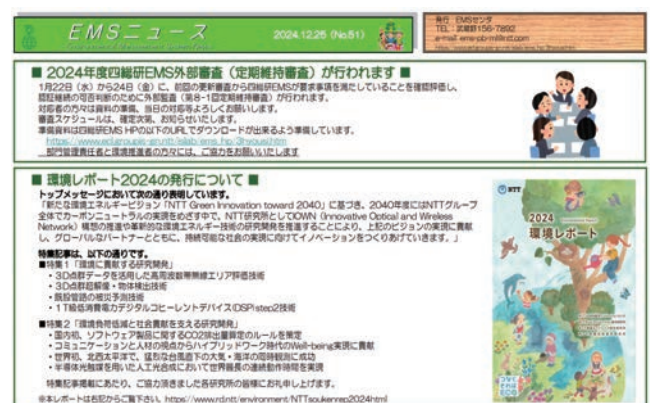 EMSニュース
2024.12.25 (No.51)
発行 EMSセンタ
TEL:武蔵野156-7892
■ 2024年度四総研EMS外部審査(定期維持審査)が行われます ■
1月22日(水)から24日(金)に、前回の更新審査から四総研EMSが要求事項を満たしていることを確認評価し、
認証継続の可否判断のために外部監査(第8-1回定期維持審査)が行われます。
対応者の方々は資料の準備、当日の対応等よろしくお願いします。
審査スケジュールは、確定次第、お知らせいたします。
準備資料は四総研EMS HPの以下のURLでダウンロードが出来るよう準備しています。
部門管理責任者と環境推進者の方々には、ご協力をお願いいたします
■ 環境レポート2024の発行について ■
トップメッセージにおいて次の通り表明しています。
「新たな環境エネルギービジョン「NTT Green Innovation toward 2040」に基づき、2040年度にはNTTグループ
全体でカーボンニュートラルの実現をめざす中で、NTT研究所としてIOWN (Innovative Optical and Wireless
Network) 構想の推進や革新的な環境エネルギー技術の研究開発を推進することにより、上記のビジョンの実現に貢献
し、グローバルなパートナーとともに、持続可能な社会の実現に向けてイノベーションをつくりあげていきます。」
特集記事は、以下の通りです。
■特集1「環境に貢献する研究開発」
・3D点群データを活用した高周波数帯無線エリア評価技術
・3D点群超解像・物体検出技術
・既設管路の被災予測技術
・1T級低消費電力デジタルコヒーレントデバイス(DSP)step2技術
■特集2「環境負荷低減と社会貢献を支える研究開発」
・国内初、ソフトウェア製品に関するCO2排出量算定のルールを策定
・コミュニケーションと人材の視点からハイブリッドワーク時代のWell-being実現に貢献
・世界初、北西太平洋で、猛烈な台風直下の大気・海洋の同時観測に成功
・半導体光触媒を用いた人工光合成において世界最長の連続動作時間を実現
特集記事掲載にあたり、ご協力頂きました各研究所の皆様にお礼申し上げます。
※本レポートは右記からご覧下さい。https://www.rd.ntt/environment/NTTsoukenrep2024.html
NTT
2024
環境レポート